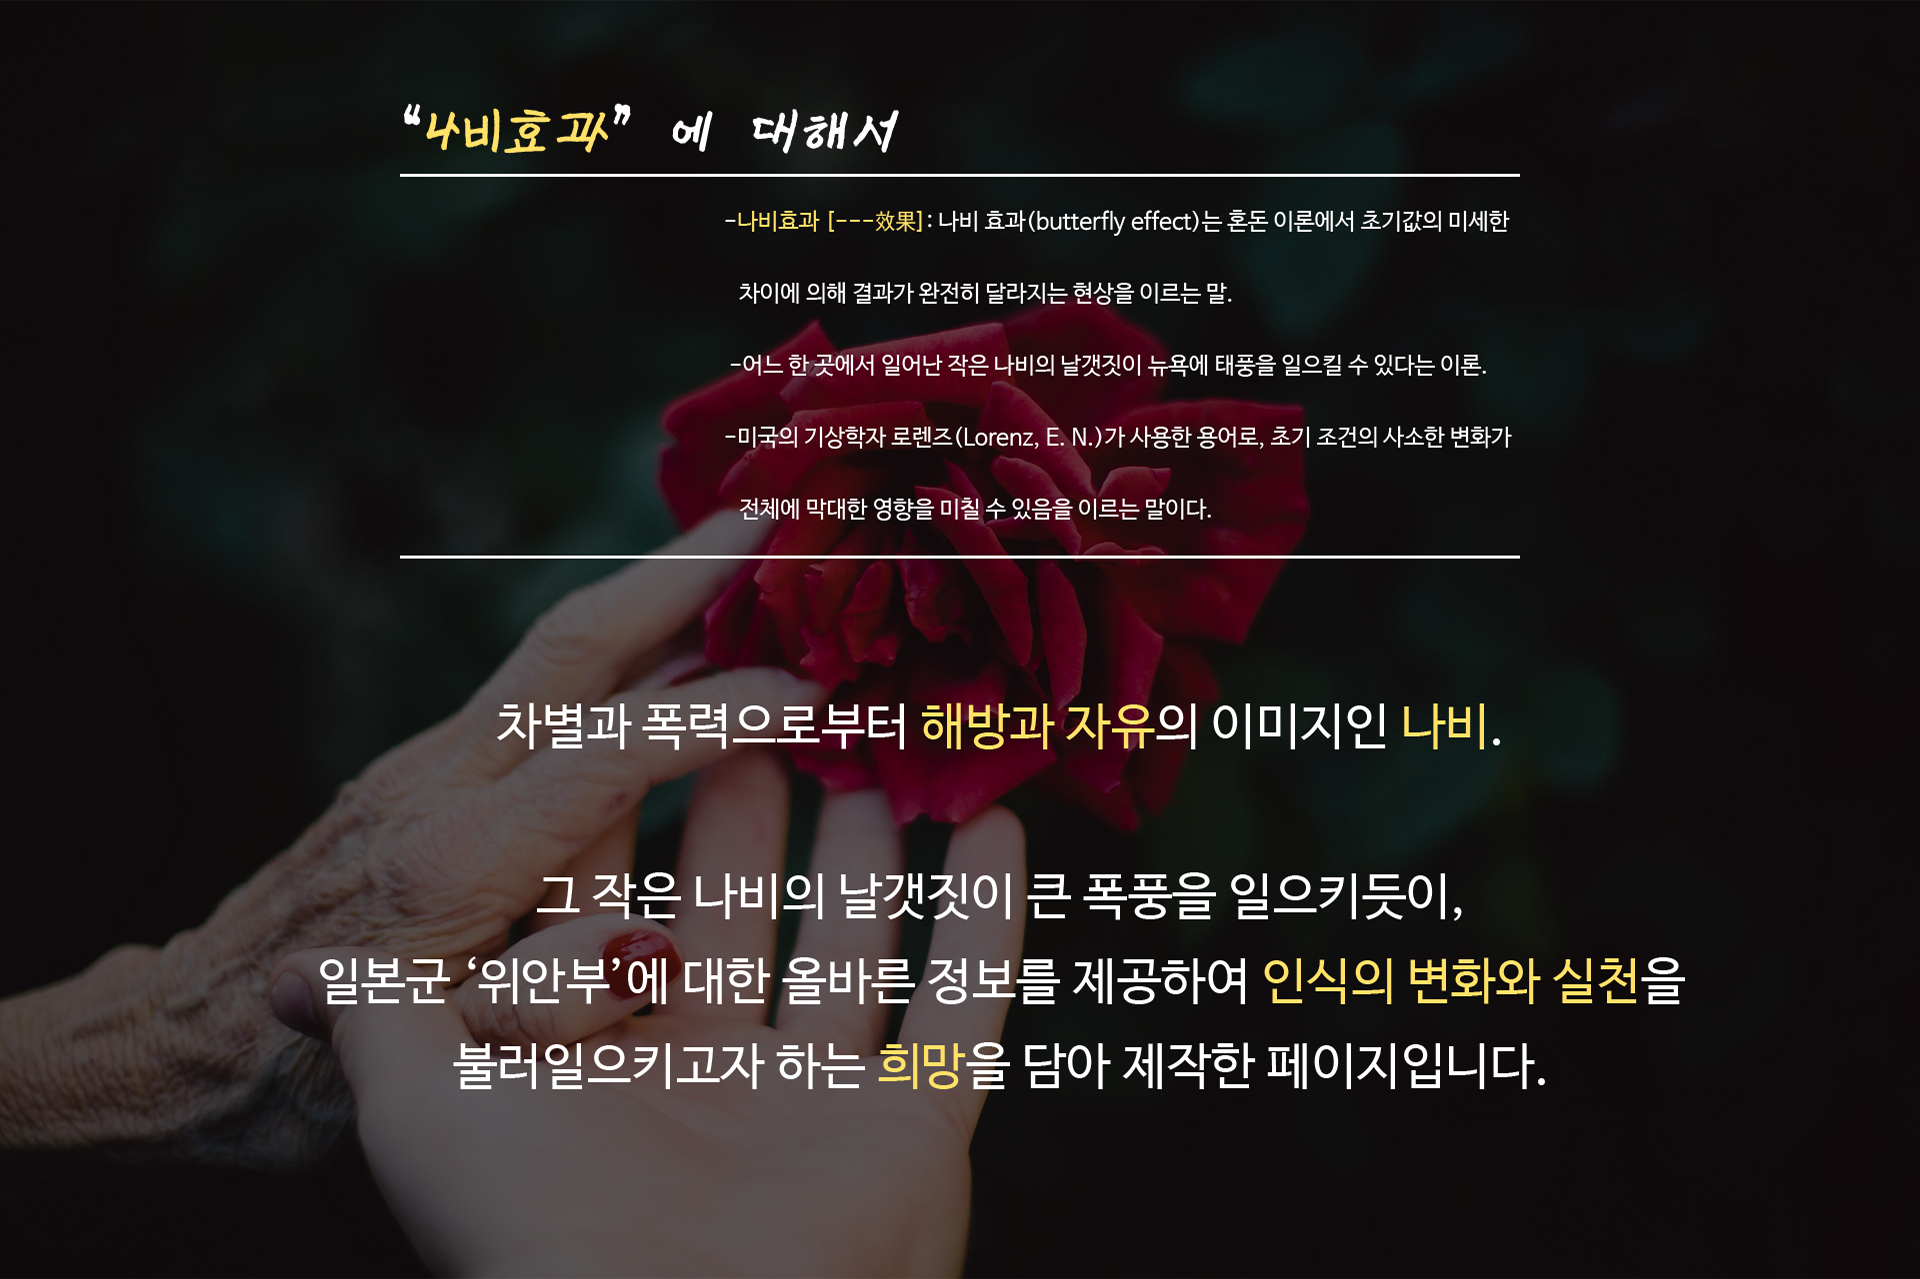 “나비효과” 에 대해서
-나비효과 [---效果]: 나비 효과(butterfly effect)는 혼돈 이론에서 초기값의 미세한
차이에 의해 결과가 완전히 달라지는 현상을 이르는 말.
-어느 한 곳에서 일어난 작은 나비의 날갯짓이 뉴욕에 태풍을 일으킬 수 있다는 이론.
-미국의 기상학자 로렌즈(Lorenz, E. N.)가 사용한 용어로, 초기 조건의 사소한 변화가
전체에 막대한 영향을 미칠 수 있음을 이르는 말이다.
차별과 폭력으로부터 해방과 자유의 이미지인 나비.
그 작은 나비의 날갯짓이 큰 폭풍을 일으키듯이,
일본군 ‘위안부’에 대한 올바른 정보를 제공하여 인식의 변화와 실천을
불러일으키고자 하는 희망을 담아 제작한 페이지입니다.